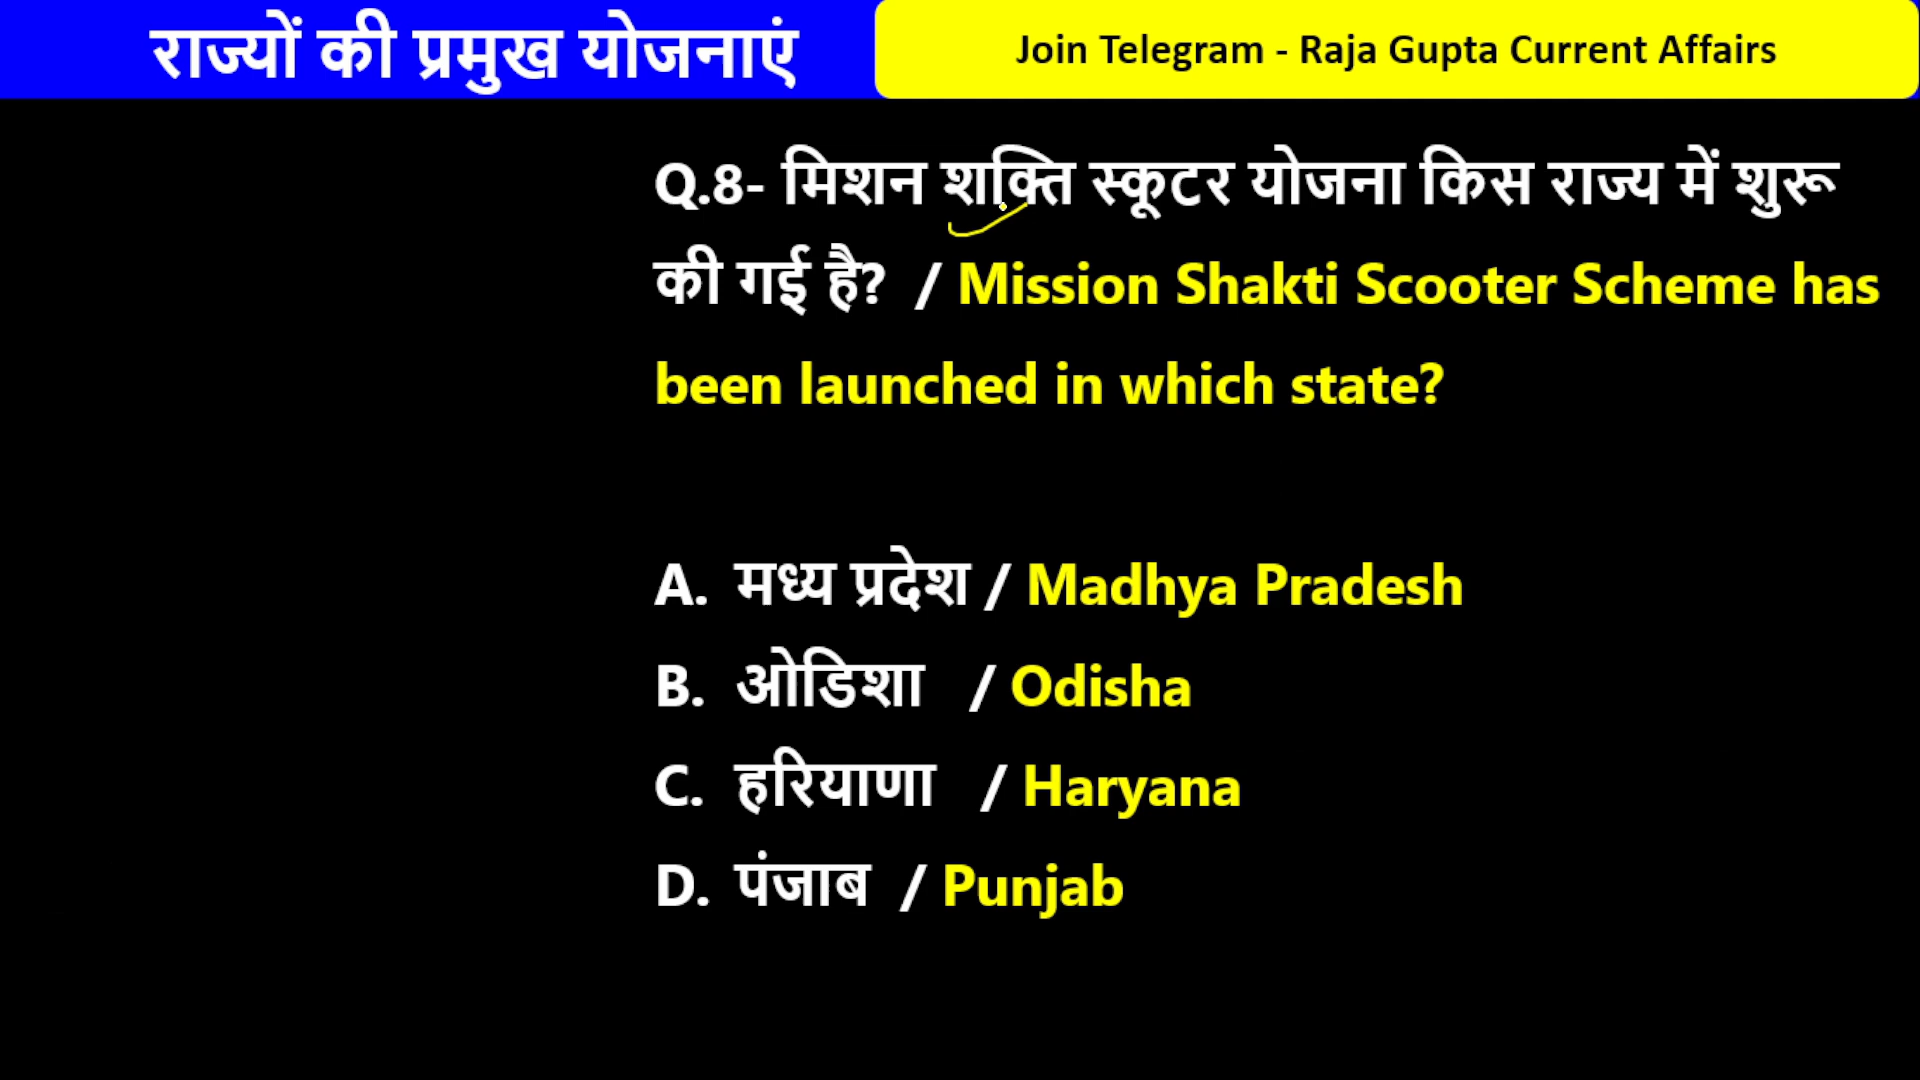 राज्यों की प्रमुख योजनाएं
Join Telegram - Raja Gupta Current Affairs
Q.8- मिशन शक्ति स्कूटर योजना किस राज्य में शुरू
की गई है? / Mission Shakti Scooter Scheme has
been launched in which state?
A. मध्य प्रदेश / Madhya Pradesh
B. ओडिशा / Odisha
C. हरियाणा / Haryana
D. पंजाब / Punjab